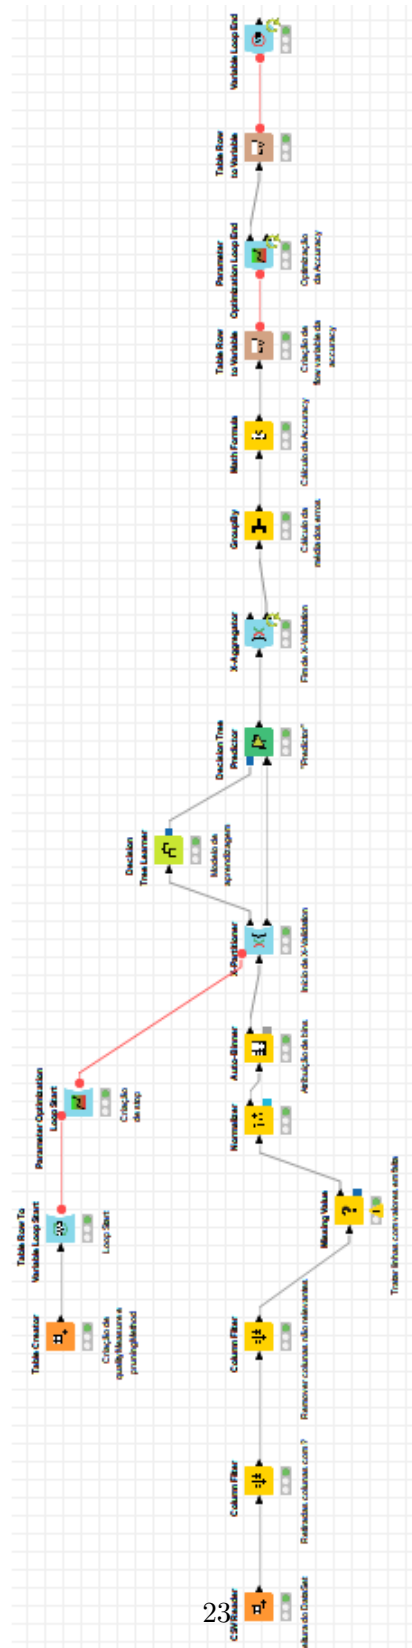 CSV Reader
itura do DataSet
Column Filter
Retiradas colunas com ?
Column Filter
Remover colunas não relevantes
Missing Value
Tratar linhas com valores em falta
Normalizer
Auto-Binner
Atribuição de bins
Table Creator
Criação de
qualityMeasure e
pruningMethod
Table Row To
Variable Loop Start
Loop Start
Parameter Optimization
Loop Start
Criação
de stop
X-Partitioner
Início de X-Validation
Decision
Tree Learner
Modelo de
aprendizagem
Decision Tree
Predictor
"Predictor"
X-Aggregator
Fim de X-Validation
GroupBy
Cálculo da
média dos erros
Math Formula
Cálculo da Accuracy
Table Row
to Variable
Criação de
flow variable da
accuracy
Parameter
Optimization Loop End
Optimização
da Accuracy
Table Row
to Variable
Variable Loop End
23